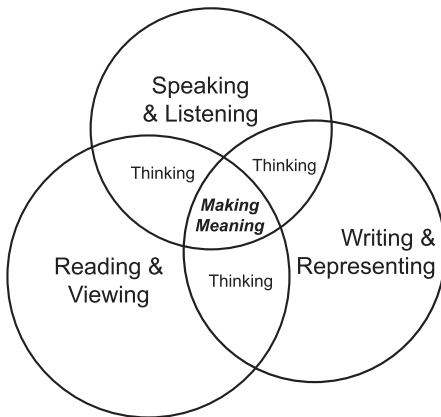 Speaking
& Listening
Thinking
Thinking
Making
Meaning
Writing &
Representing
Reading &
Viewing
Thinking